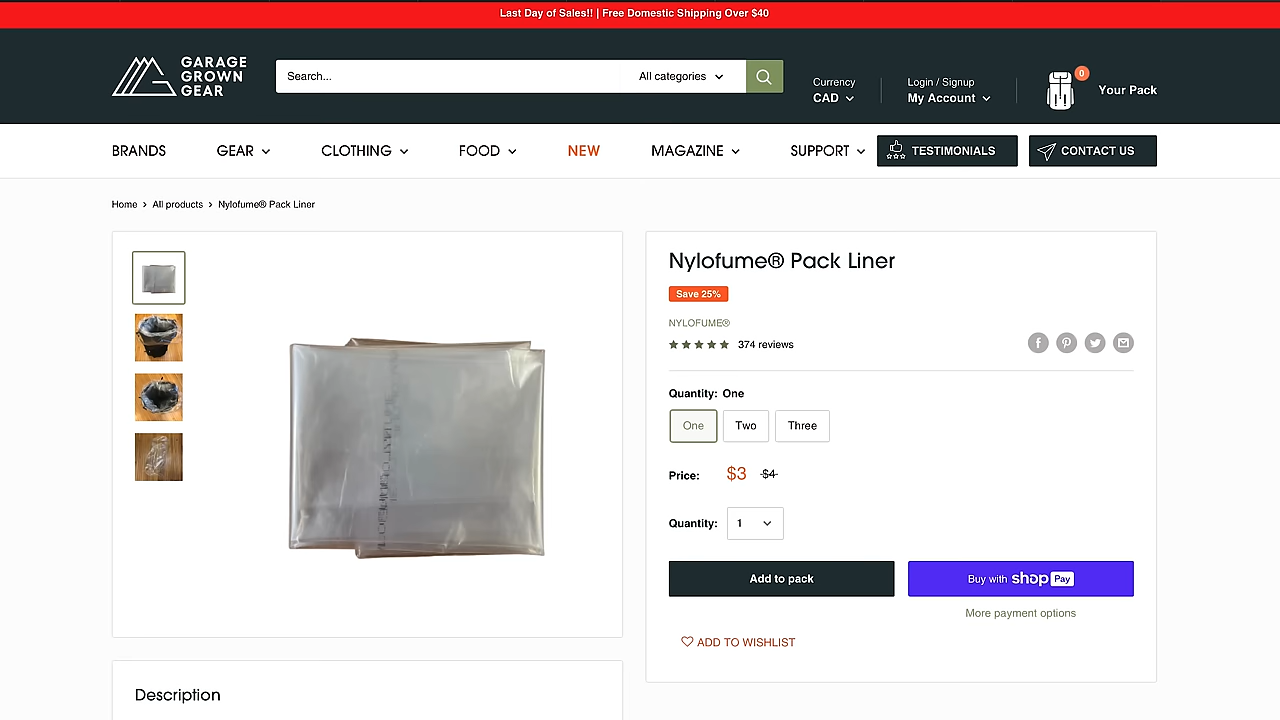 Last Day of Sales!! | Free Domestic Shipping Over $40
GARAGE
GROWN
GEAR
Search...
All categories
Currency
CAD
Login / Signup
My Account
0
Your Pack
BRANDS
GEAR
CLOTHING
FOOD
NEW
MAGAZINE
SUPPORT
TESTIMONIALS
CONTACT US
Home > All products > Nylofume® Pack Liner
Nylofume® Pack Liner
Save 25%
NYLOFUME®
374 reviews
Quantity: One
One
Two
Three
Price: $3 $4
Quantity: 1
Add to pack
Buy with shop Pay
More payment options
ADD TO WISHLIST
Description